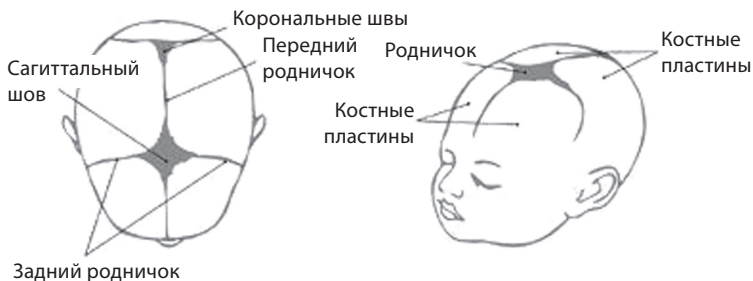 Корональные швы
Передний
родничок
Сагиттальный
шов
Задний родничок
Родничок
Костные
пластины
Костные
пластины